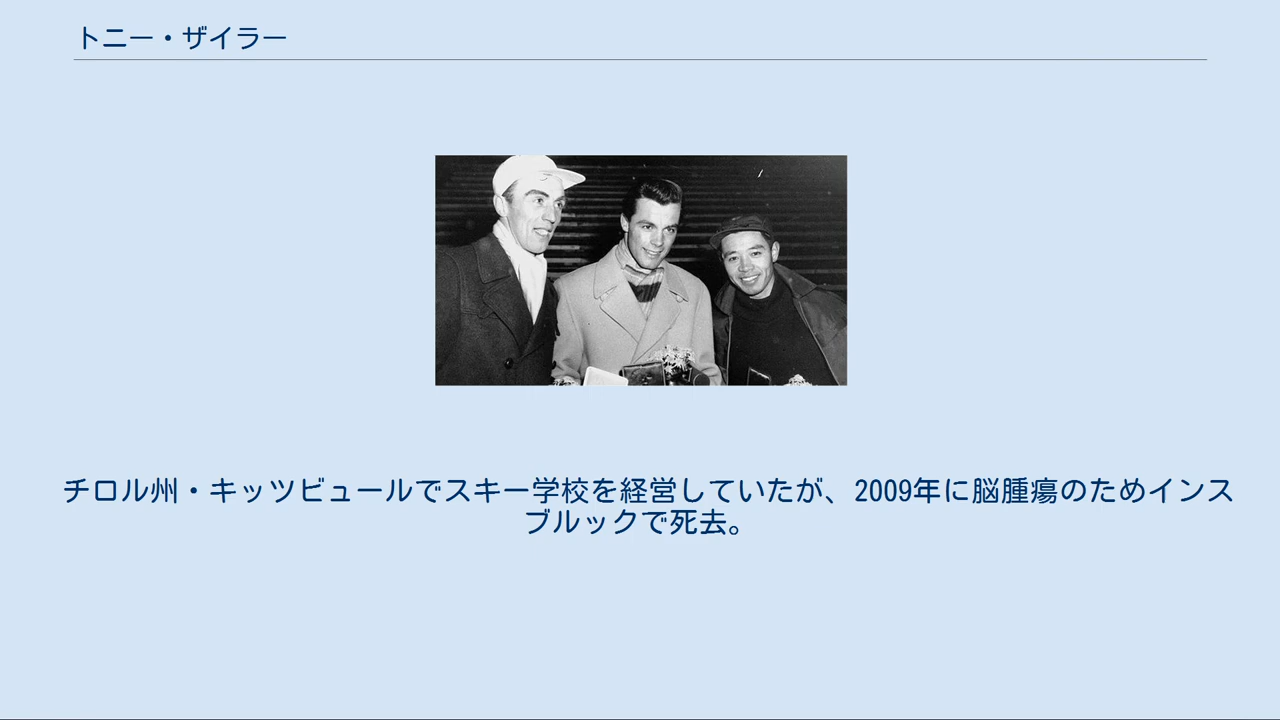 トニー・ザイラー
チロル州・キッツビュールでスキー学校を経営していたが、2009年に脳腫瘍のためインス
ブルックで死去。